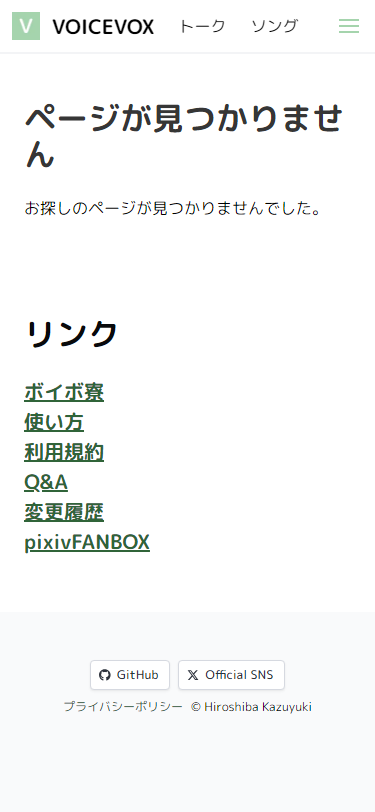 V VOICEVOX トーク ソング
ページが見つかりませ
ん
お探しのページが見つかりませんでした。
リンク
ボイボ寮
使い方
利用規約
Q&A
変更履歴
pixivFANBOX
GitHub Official SNS
プライバシーポリシー © Hiroshiba Kazuyuki